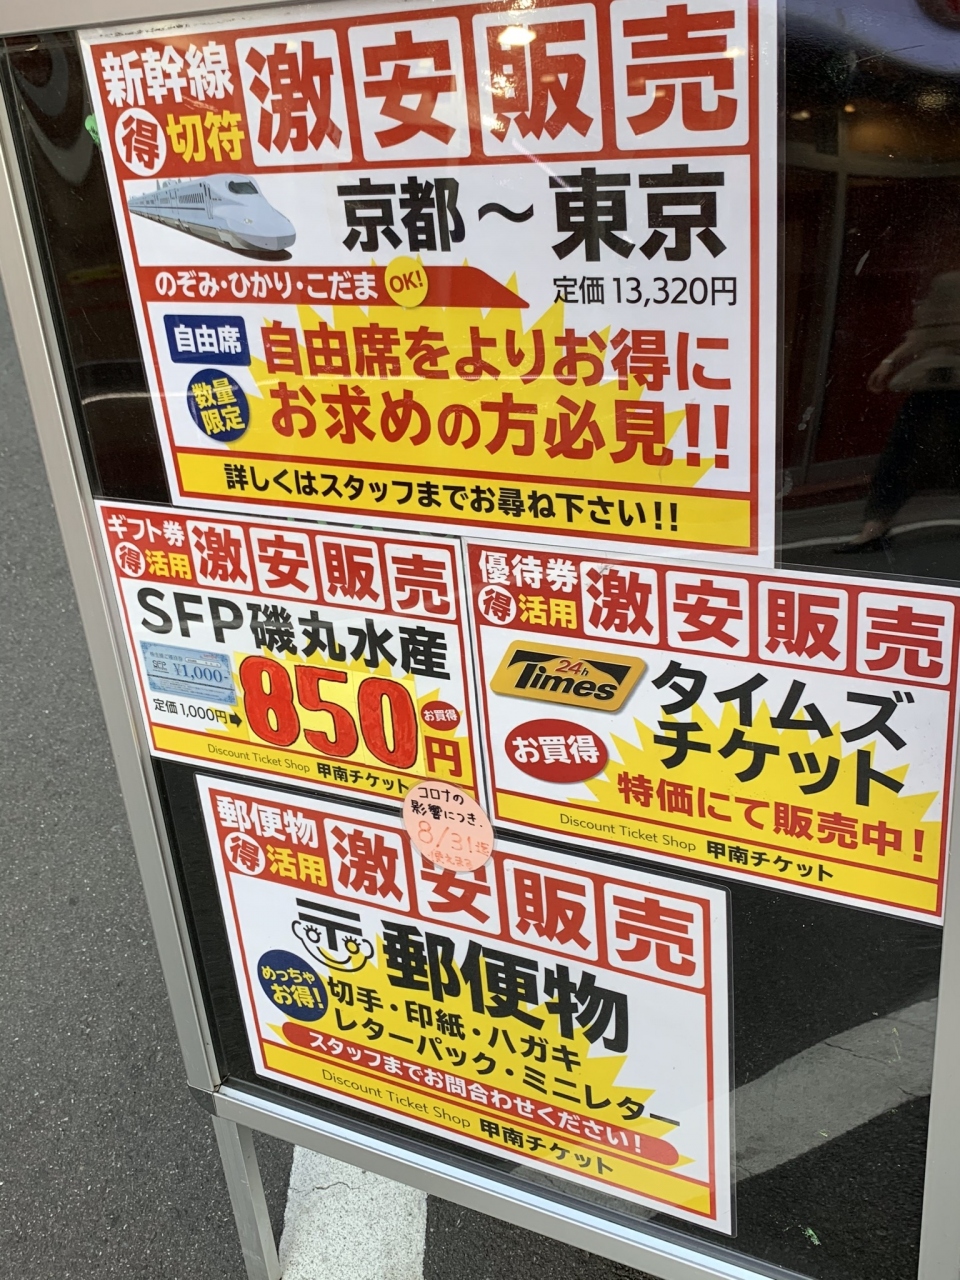 新幹線
得 切符
激安販売
京都～東京
のぞみ・ひかり・こだま OK!
定価13,320円
自由席
数量
限定
自由席をよりお得に
お求めの方必見!!
詳しくはスタッフまでお尋ね下さい!!
ギフト券
得 活用
激安販売
SFP磯丸水産
SFP ¥1,000-
定価1,000円
850円
お買得
Discount Ticket Shop 甲南チケット
優待券
得 活用
激安販売
24h
Times
タイムズ
チケット
お買得
特価にて販売中!
Discount Ticket Shop 甲南チケット
コロナの
影響につき、
8/31迄
郵便物
得 活用
激安販売
郵便物
めっちゃ
お得!
切手・印紙・ハガキ
レターパック・ミニレター
スタッフまでお問合わせください!
Discount Ticket Shop 甲南チケット